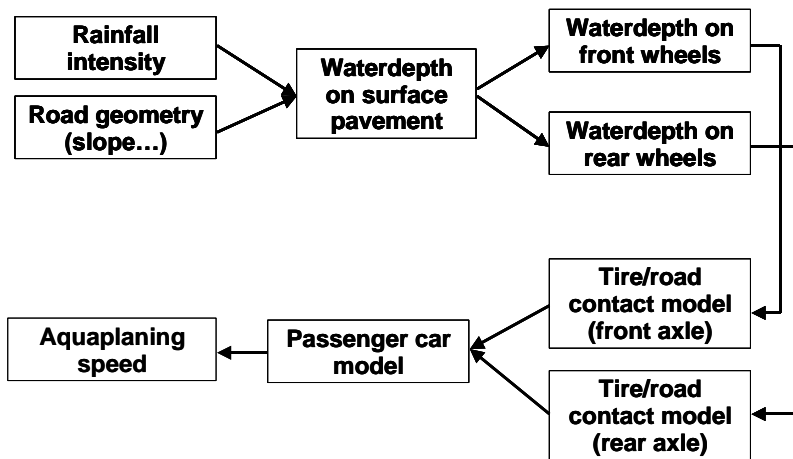 Rainfall
intensity
Road geometry
(slope…)
Waterdepth
on surface
pavement
Waterdepth on
front wheels
Waterdepth on
rear wheels
Tire/road
contact model
(front axle)
Tire/road
contact model
(rear axle)
Passenger car
model
Aquaplaning
speed